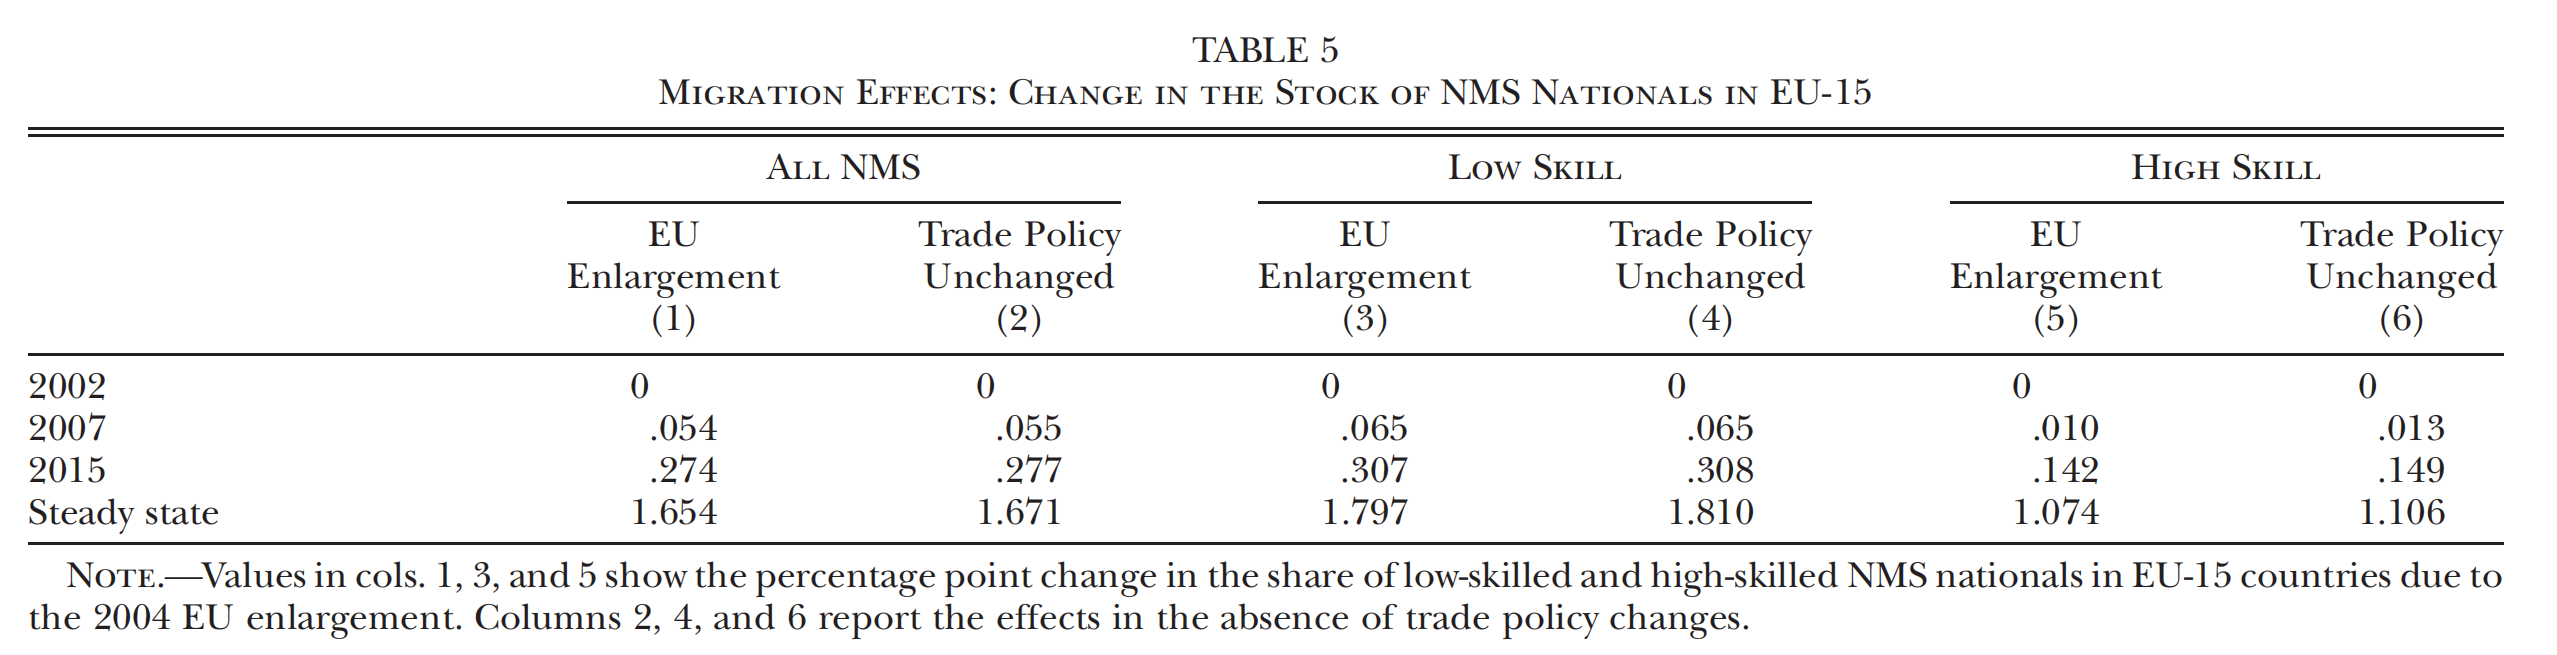 TABLE 5
Migration Effects: Change in the Stock of NMS Nationals in EU-15
All NMS Low Skill High Skill
EU Trade Policy EU Trade Policy EU Trade Policy
Enlargement Unchanged Enlargement Unchanged Enlargement Unchanged
(1) (2) (3) (4) (5) (6)
2002 0 0 0 0 0 0
2007 .054 .055 .065 .065 .010 .013
2015 .274 .277 .307 .308 .142 .149
Steady state 1.654 1.671 1.797 1.810 1.074 1.106
Note.—Values in cols. 1, 3, and 5 show the percentage point change in the share of low-skilled and high-skilled NMS nationals in EU-15 countries due to
the 2004 EU enlargement. Columns 2, 4, and 6 report the effects in the absence of trade policy changes.